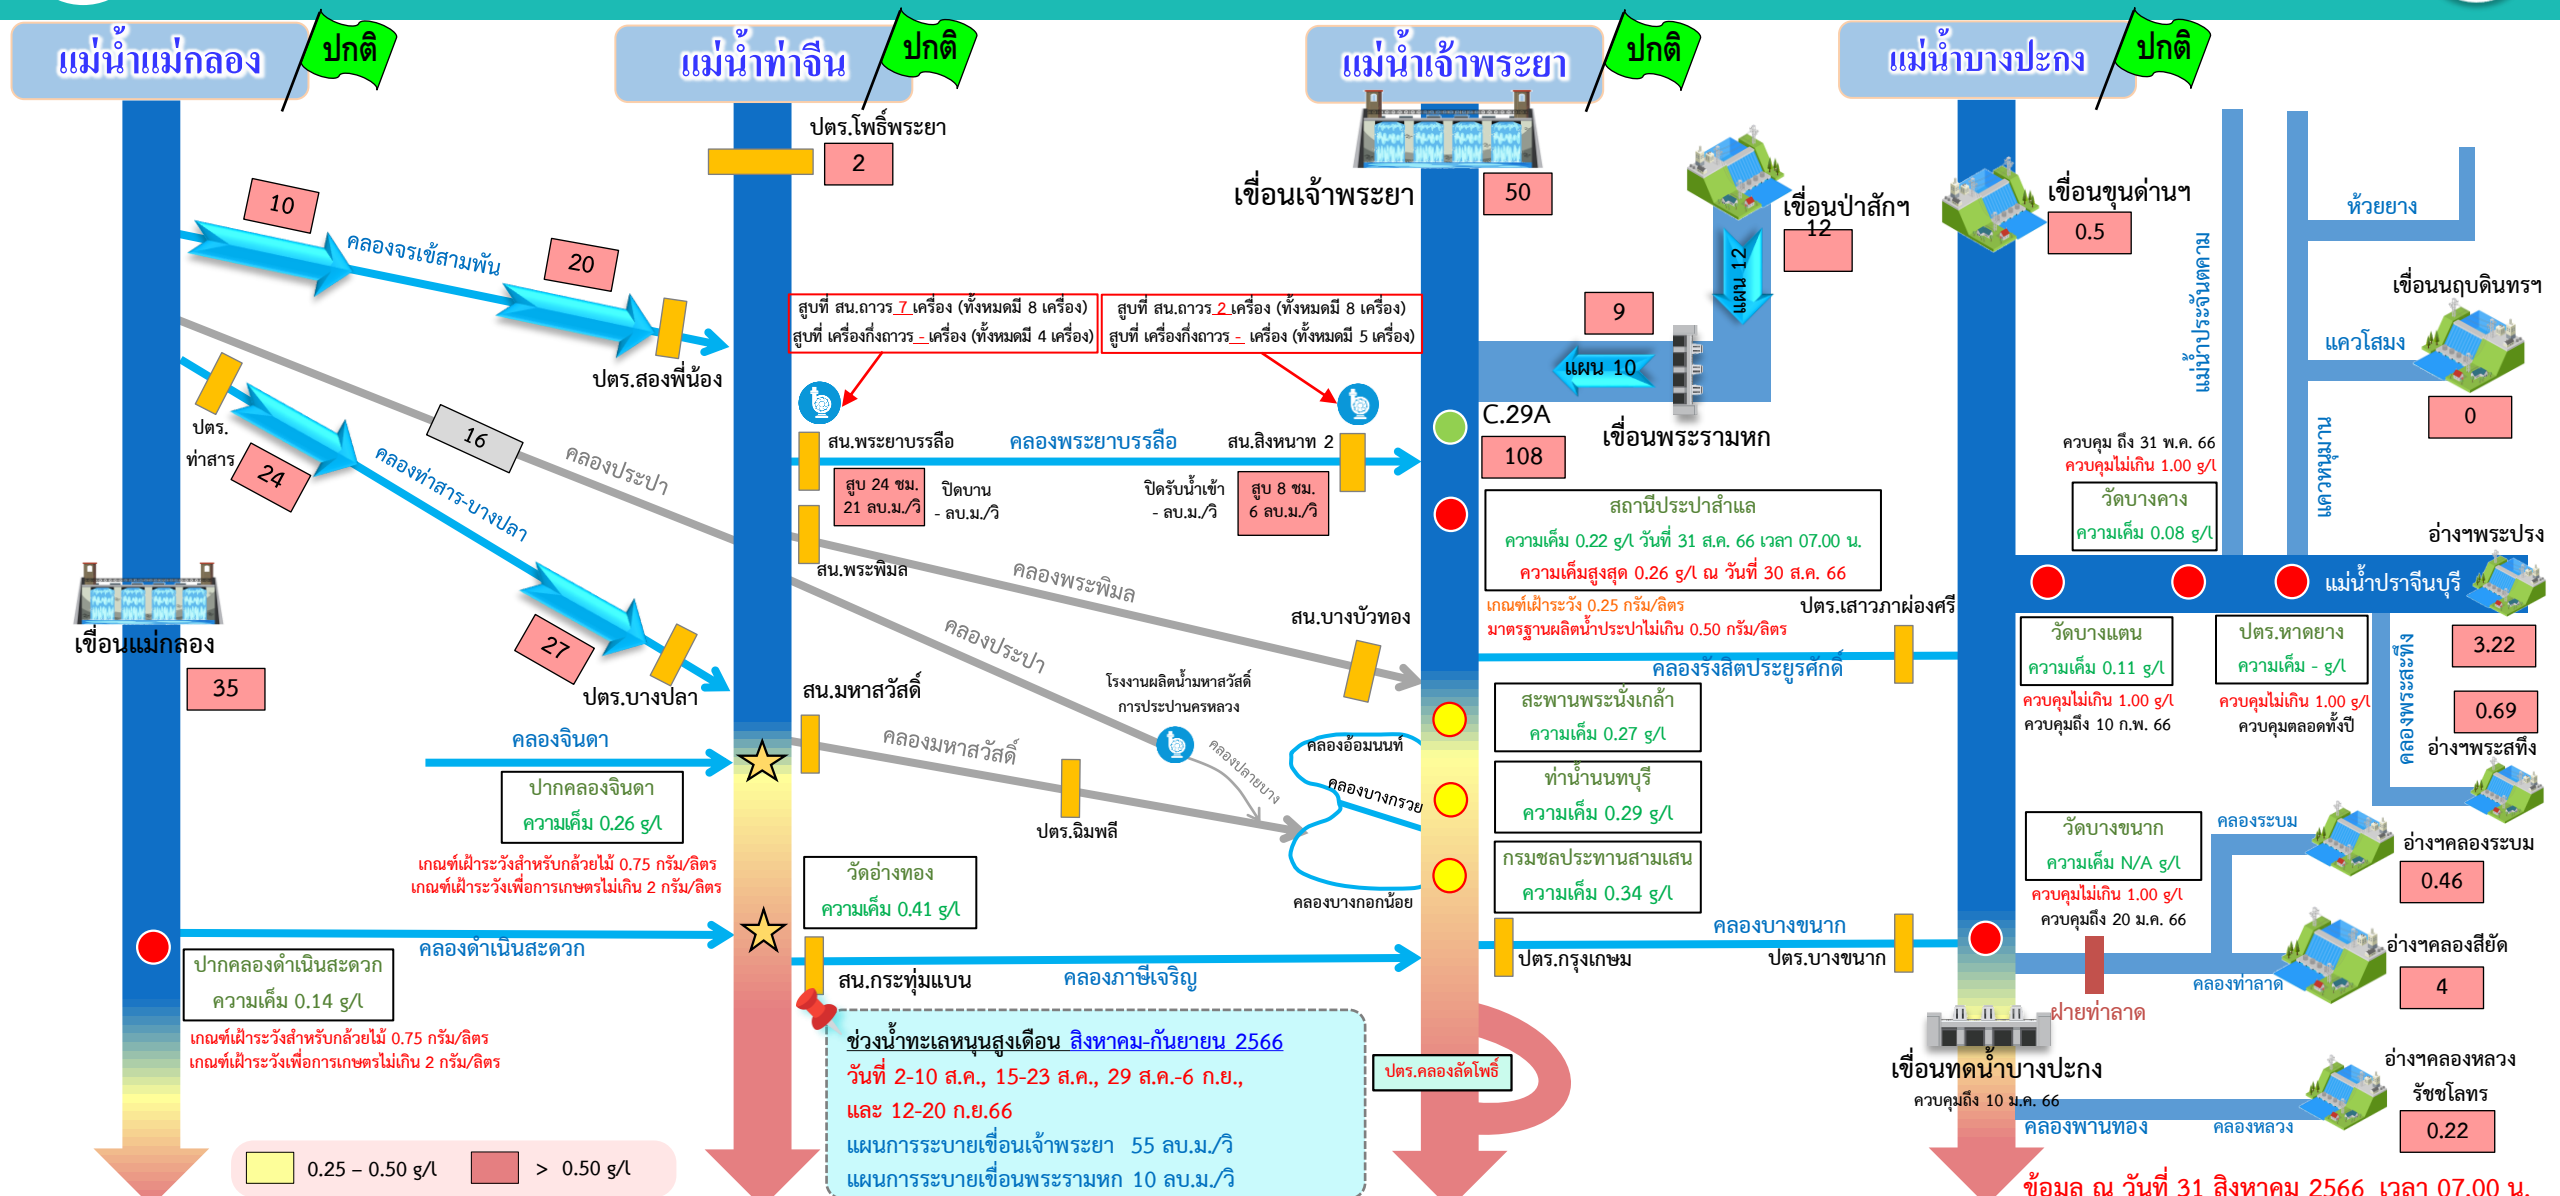 แม่น้ำแม่กลอง
ปกติ
แม่น้ำท่าจีน
ปกติ
แม่น้ำเจ้าพระยา
ปกติ
แม่น้ำบางปะกง
ปกติ
ปตร.โพธิ์พระยา
2
เขื่อนเจ้าพระยา
50
เขื่อนป่าสักฯ
12
แผน 12
9
แผน 10
เขื่อนพระรามหก
เขื่อนขุนด่านฯ
0.5
ห้วยยาง
เขื่อนนฤบดินทรฯ
แควโสมง
0
แม่น้ำประจันตคาม
แควหนุมาน
10
คลองจรเข้สามพัน
20
ปตร.สองพี่น้อง
สูบที่ สน.ถาวร 7 เครื่อง (ทั้งหมดมี 8 เครื่อง)
สูบที่ เครื่องกึ่งถาวร - เครื่อง (ทั้งหมดมี 4 เครื่อง)
สูบที่ สน.ถาวร 2 เครื่อง (ทั้งหมดมี 8 เครื่อง)
สูบที่ เครื่องกึ่งถาวร - เครื่อง (ทั้งหมดมี 5 เครื่อง)
ปตร.
ท่าสาร
24
16
คลองประปา
คลองท่าสาร-บางปลา
27
ปตร.บางปลา
สน.พระยาบรรลือ
คลองพระยาบรรลือ
สน.สิงหนาท 2
สูบ 24 ชม.
21 ลบ.ม./วิ
ปิดบาน
- ลบ.ม./วิ
ปิดรับน้ำเข้า
- ลบ.ม./วิ
สูบ 8 ชม.
6 ลบ.ม./วิ
C.29A
108
สถานีประปาสำแล
ความเค็ม 0.22 g/l วันที่ 31 ส.ค. 66 เวลา 07.00 น.
ความเค็มสูงสุด 0.26 g/l ณ วันที่ 30 ส.ค. 66
เกณฑ์เฝ้าระวัง 0.25 กรัม/ลิตร
มาตรฐานผลิตน้ำประปาไม่เกิน 0.50 กรัม/ลิตร
ปตร.เสาวภาผ่องศรี
คลองรังสิตประยูรศักดิ์
ควบคุม ถึง 31 พ.ค. 66
ควบคุมไม่เกิน 1.00 g/l
วัดบางคาง
ความเค็ม 0.08 g/l
อ่างฯพระปรง
แม่น้ำปราจีนบุรี
3.22
0.69
อ่างฯพระสทึง
คลองพระสะทึง
วัดบางแตน
ความเค็ม 0.11 g/l
ควบคุมไม่เกิน 1.00 g/l
ควบคุมถึง 10 ก.พ. 66
ปตร.หาดยาง
ความเค็ม - g/l
ควบคุมไม่เกิน 1.00 g/l
ควบคุมตลอดทั้งปี
สน.พระพิมล
คลองพระพิมล
สน.บางบัวทอง
คลองประปา
เขื่อนแม่กลอง
35
สน.มหาสวัสดิ์
โรงงานผลิตน้ำมหาสวัสดิ์
การประปานครหลวง
คลองมหาสวัสดิ์
คลองปลายบาง
ปตร.ฉิมพลี
คลองอ้อมนนท์
คลองบางกรวย
คลองบางกอกน้อย
สะพานพระนั่งเกล้า
ความเค็ม 0.27 g/l
ท่าน้ำนนทบุรี
ความเค็ม 0.29 g/l
กรมชลประทานสามเสน
ความเค็ม 0.34 g/l
คลองจินดา
ปากคลองจินดา
ความเค็ม 0.26 g/l
เกณฑ์เฝ้าระวังสำหรับกล้วยไม้ 0.75 กรัม/ลิตร
เกณฑ์เฝ้าระวังเพื่อการเกษตรไม่เกิน 2 กรัม/ลิตร
วัดอ่างทอง
ความเค็ม 0.41 g/l
วัดบางขนาก
ความเค็ม N/A g/l
ควบคุมไม่เกิน 1.00 g/l
ควบคุมถึง 20 ม.ค. 66
คลองระบม
อ่างฯคลองระบม
0.46
อ่างฯคลองสียัด
4
คลองท่าลาด
ฝายท่าลาด
คลองดำเนินสะดวก
ปากคลองดำเนินสะดวก
ความเค็ม 0.14 g/l
เกณฑ์เฝ้าระวังสำหรับกล้วยไม้ 0.75 กรัม/ลิตร
เกณฑ์เฝ้าระวังเพื่อการเกษตรไม่เกิน 2 กรัม/ลิตร
สน.กระทุ่มแบน
คลองภาษีเจริญ
ปตร.กรุงเกษม
คลองบางขนาก
ปตร.บางขนาก
ช่วงน้ำทะเลหนุนสูงเดือน สิงหาคม-กันยายน 2566
วันที่ 2-10 ส.ค., 15-23 ส.ค., 29 ส.ค.-6 ก.ย.,
และ 12-20 ก.ย.66
แผนการระบายเขื่อนเจ้าพระยา 55 ลบ.ม./วิ
แผนการระบายเขื่อนพระรามหก 10 ลบ.ม./วิ
ปตร.คลองลัดโพธิ์
เขื่อนทดน้ำบางปะกง
ควบคุมถึง 10 ม.ค. 66
คลองพานทอง
คลองหลวง
อ่างฯคลองหลวง
รัชชโลทร
0.22
0.25 – 0.50 g/l
> 0.50 g/l
ข้อมูล ณ วันที่ 31 สิงหาคม 2566 เวลา 07.00 น.